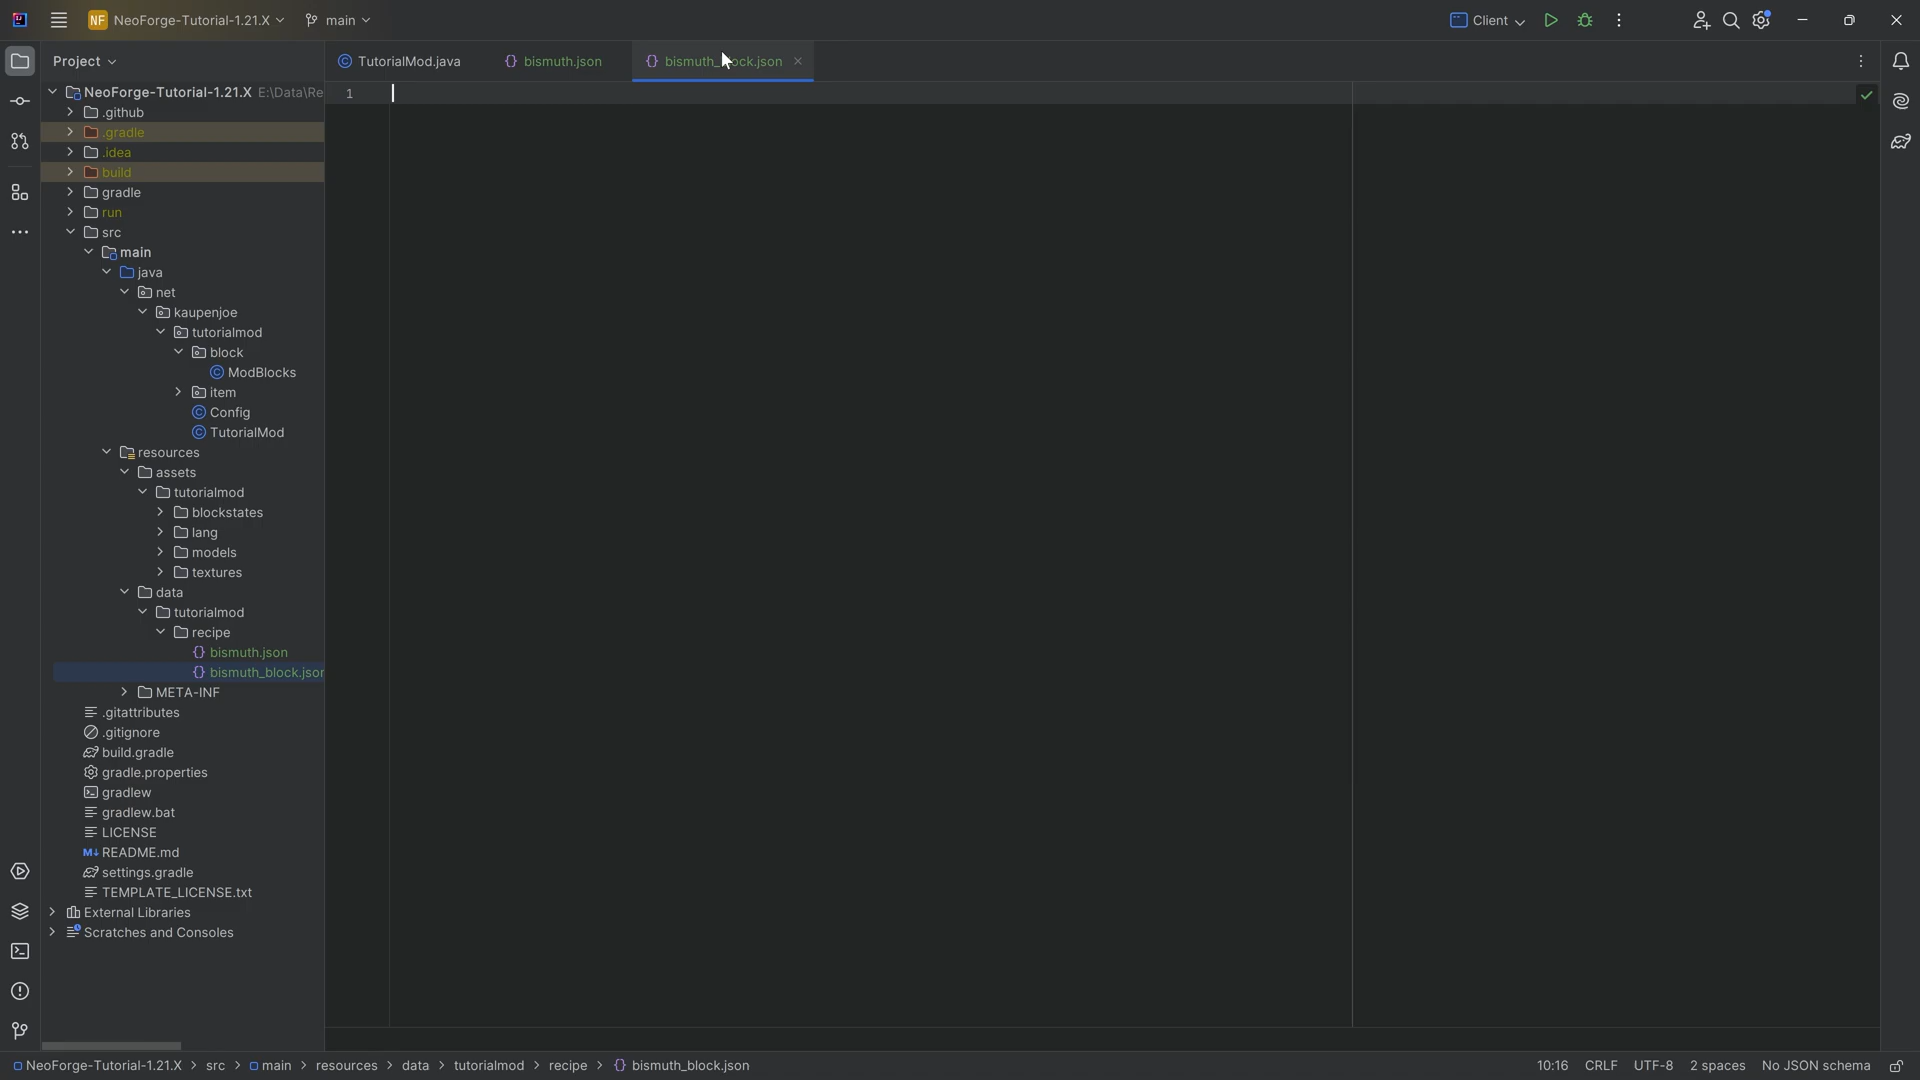 NF NeoForge-Tutorial-1.21.X main Client
Project TutorialMod.java {} bismuth.json {} bismuth_block.json
NeoForge-Tutorial-1.21.X E:\Data\Re 1
.github
.gradle
.idea
build
gradle
run
src
main
java
net
kaupenjoe
tutorialmod
block
ModBlocks
item
Config
TutorialMod
resources
assets
tutorialmod
blockstates
lang
models
textures
data
tutorialmod
recipe
{} bismuth.json
{} bismuth_block.json
META-INF
.gitattributes
.gitignore
build.gradle
gradle.properties
gradlew
gradlew.bat
LICENSE
M↓ README.md
settings.gradle
TEMPLATE_LICENSE.txt
External Libraries
Scratches and Consoles
NeoForge-Tutorial-1.21.X > src > main > resources > data > tutorialmod > recipe > {} bismuth_block.json 10:16 CRLF UTF-8 2 spaces No JSON schema